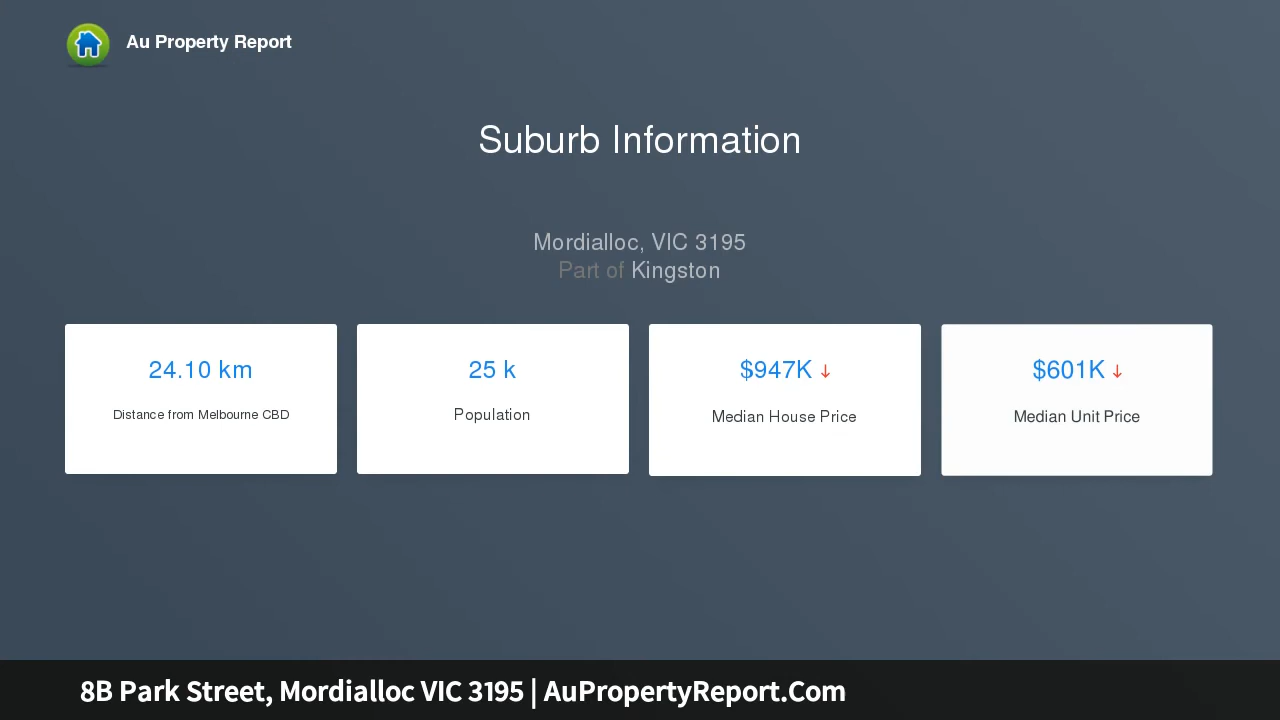 Au Property Report
Suburb Information
Mordialloc, VIC 3195
Part of Kingston
24.10 km
Distance from Melbourne CBD
25 k
Population
$947K ↓
Median House Price
$601K ↓
Median Unit Price
8B Park Street, Mordialloc VIC 3195 | AuPropertyReport.Com